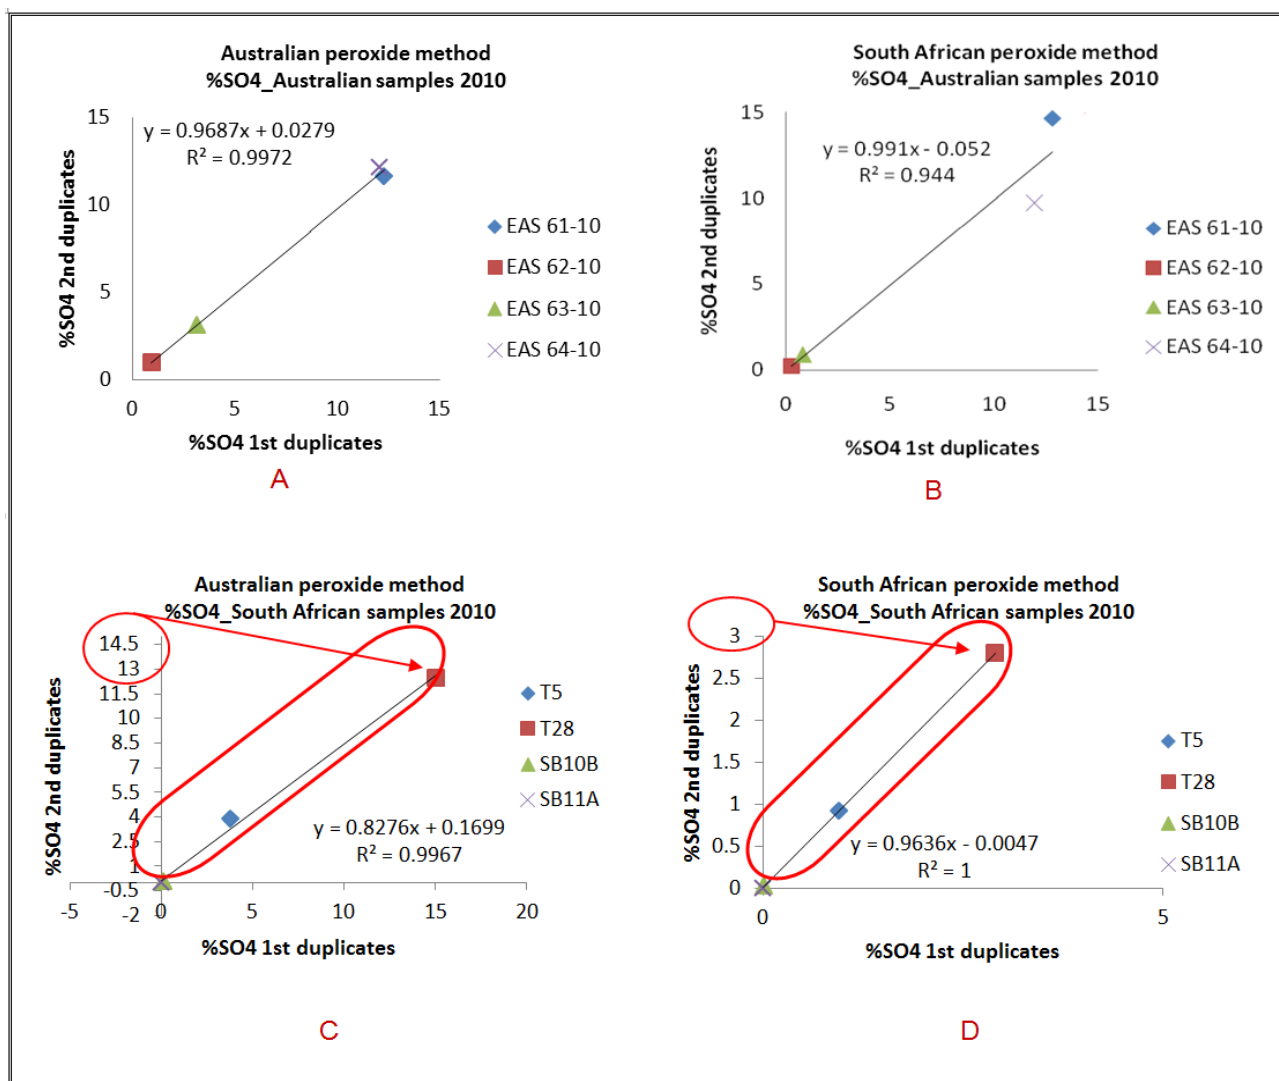 Australian peroxide method
%SO4_Australian samples 2010
15
10
5
0
y = 0.9687x + 0.0279
R² = 0.9972
%SO4 2nd duplicates
0 5 10 15
%SO4 1st duplicates
EAS 61-10
EAS 62-10
EAS 63-10
EAS 64-10
A
South African peroxide method
%SO4_Australian samples 2010
15
10
5
0
y = 0.991x - 0.052
R² = 0.944
%SO4 2nd duplicates
0 5 10 15
%SO4 1st duplicates
EAS 61-10
EAS 62-10
EAS 63-10
EAS 64-10
B
Australian peroxide method
%SO4_South African samples 2010
14.5
13
11.5
10
8.5
7
5.5
4
2.5
1
-0.5
-2
%SO4 2nd duplicates
y = 0.8276x + 0.1699
R² = 0.9967
-5 0 5 10 15 20
%SO4 1st duplicates
T5
T28
SB10B
SB11A
C
South African peroxide method
%SO4_South African samples 2010
3
2.5
2
1.5
1
0.5
0
%SO4 2nd duplicates
y = 0.9636x - 0.0047
R² = 1
0 5
%SO4 1st duplicates
T5
T28
SB10B
SB11A
D